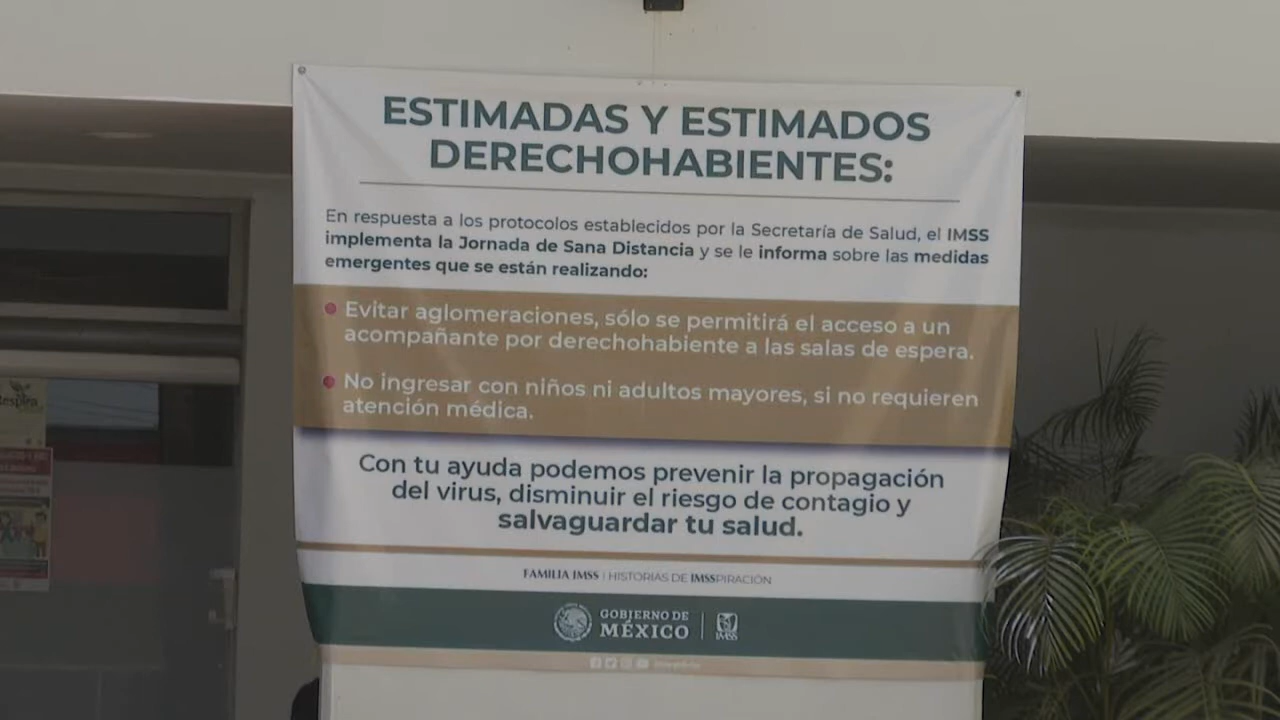 ESTIMADAS Y ESTIMADOS
DERECHOHABIENTES:
En respuesta a los protocolos establecidos por la Secretaría de Salud, el IMSS
implementa la Jornada de Sana Distancia y se le informa sobre las medidas
emergentes que se están realizando:
Evitar aglomeraciones, sólo se permitirá el acceso a un
acompañante por derechohabiente a las salas de espera.
No ingresar con niños ni adultos mayores, si no requieren
atención médica.
Con tu ayuda podemos prevenir la propagación
del virus, disminuir el riesgo de contagio y
salvaguardar tu salud.
FAMILIA IMSS | HISTORIAS DE IMSSPIRACIÓN
GOBIERNO DE
MÉXICO
IMSS